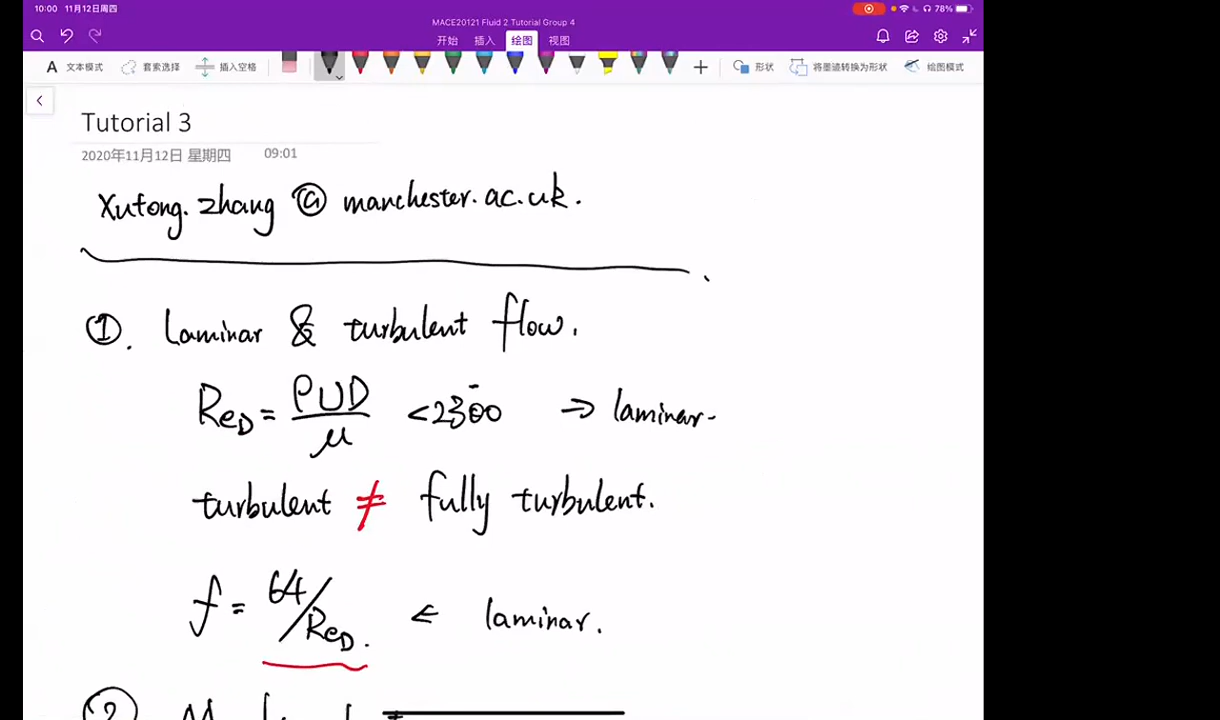 10:00 11月12日周四
78%
MACE20121 Fluid 2 Tutorial Group 4
开始 插入 绘图 视图
A 文本模式 套索选择 插入空格 形状 将墨迹转换为形状 绘图模式
Tutorial 3
2020年11月12日 星期四 09:01
Xutong.zhang @ manchester.ac.uk.
①. Laminar & turbulent flow.
Re_D = ρUD/μ < 2300 → laminar.
turbulent ≠ fully turbulent.
f = 64/Re_D. ← laminar.
②